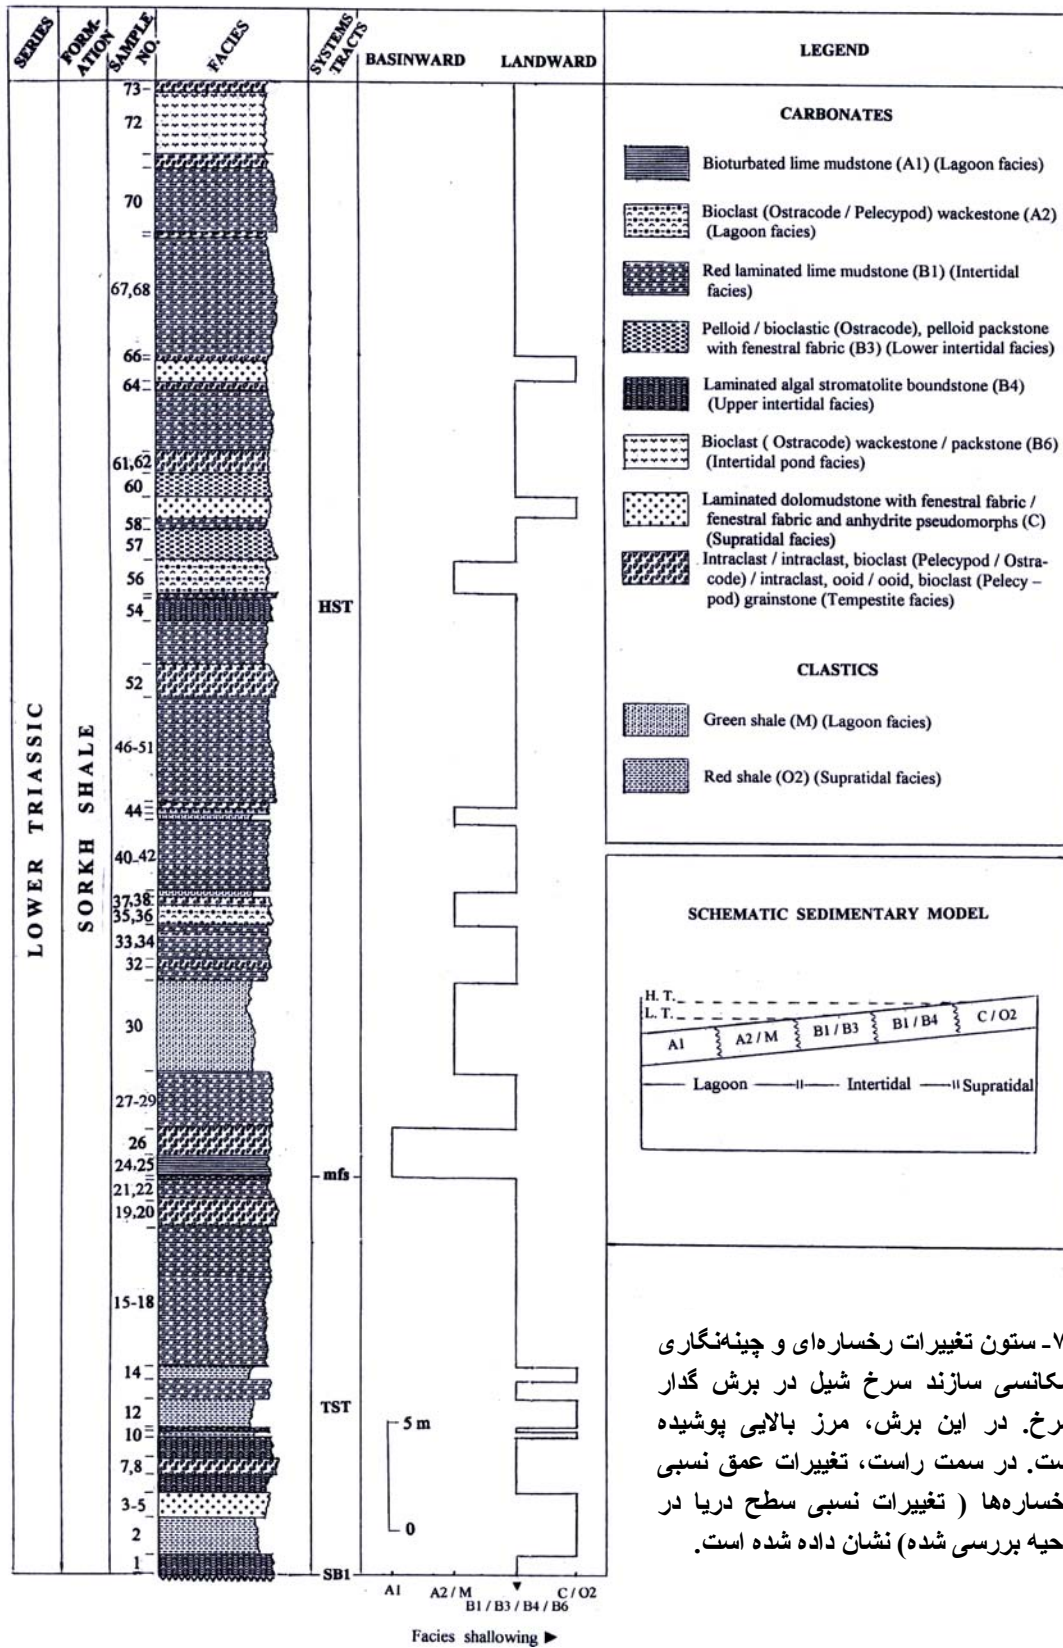 SERIES
FORM-
ATION
SAMPLE
NO.
FACIES
SYSTEMS
TRACTS
BASINWARD
LANDWARD
LEGEND
LOWER TRIASSIC
SORKH SHALE
73
72
70
67,68
66
64
61,62
60
58
57
56
54
52
46-51
44
40-42
37,38
35,36
33,34
32
30
27-29
26
24,25
21,22
19,20
15-18
14
12
10
7,8
3-5
2
1
HST
mfs
TST
SB1
5 m
0
A1
A2 / M
C / O2
B1 / B3 / B4 / B6
Facies shallowing ►
CARBONATES
Bioturbated lime mudstone (A1) (Lagoon facies)
Bioclast (Ostracode / Pelecypod) wackestone (A2)
(Lagoon facies)
Red laminated lime mudstone (B1) (Intertidal
facies)
Pelloid / bioclastic (Ostracode), pelloid packstone
with fenestral fabric (B3) (Lower intertidal facies)
Laminated algal stromatolite boundstone (B4)
(Upper intertidal facies)
Bioclast ( Ostracode) wackestone / packstone (B6)
(Intertidal pond facies)
Laminated dolomudstone with fenestral fabric /
fenestral fabric and anhydrite pseudomorphs (C)
(Supratidal facies)
Intraclast / intraclast, bioclast (Pelecypod / Ostra-
code) / intraclast, ooid / ooid, bioclast (Pelecy –
pod) grainstone (Tempestite facies)
CLASTICS
Green shale (M) (Lagoon facies)
Red shale (O2) (Supratidal facies)
SCHEMATIC SEDIMENTARY MODEL
H. T.
L. T.
A1
A2 / M
B1 / B3
B1 / B4
C / O2
Lagoon
Intertidal
Supratidal
۷- ستون تغییرات رخساره‌ای و چینه‌نگاری
کانسی سازند سرخ شیل در برش گدار
رخ. در این برش، مرز بالایی پوشیده
ست. در سمت راست، تغییرات عمق نسبی
خساره‌ها ( تغییرات نسبی سطح دریا در
حیه بررسی شده) نشان داده شده است.